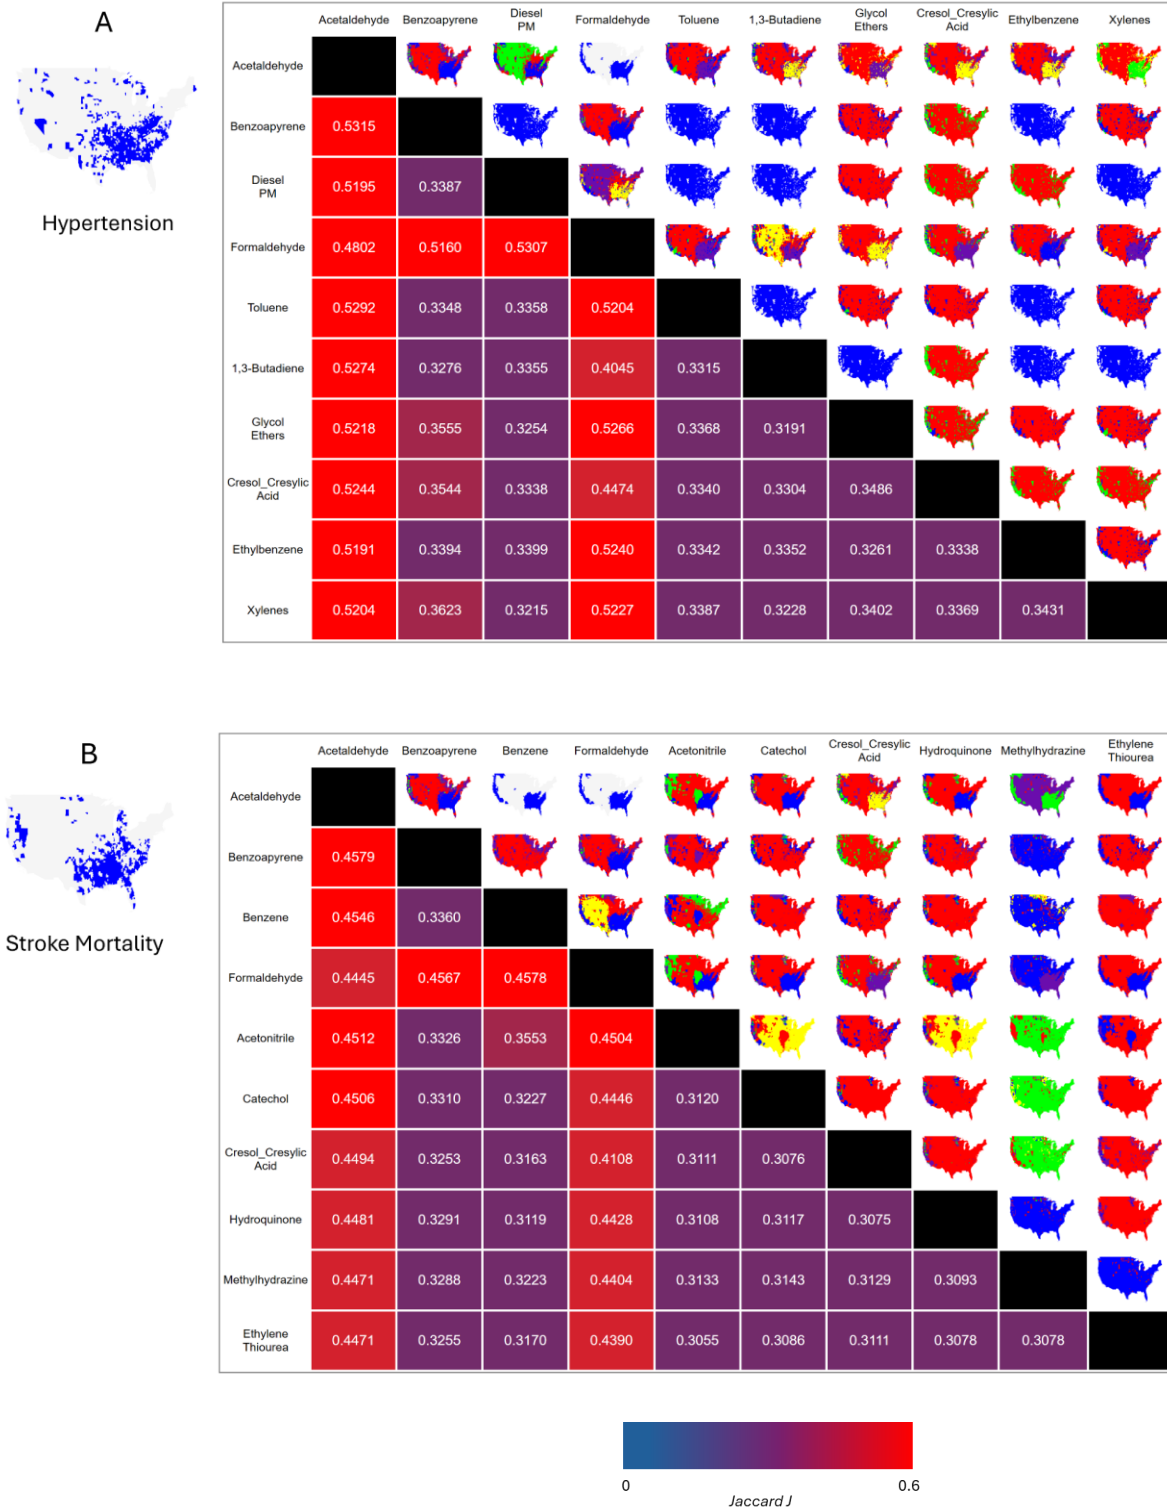 A
Hypertension
Acetaldehyde Benzoapyrene Diesel PM Formaldehyde Toluene 1,3-Butadiene Glycol Ethers Cresol_Cresylic Acid Ethylbenzene Xylenes
Acetaldehyde
Benzoapyrene 0.5315
Diesel PM 0.5195 0.3387
Formaldehyde 0.4802 0.5160 0.5307
Toluene 0.5292 0.3348 0.3358 0.5204
1,3-Butadiene 0.5274 0.3276 0.3355 0.4045 0.3315
Glycol Ethers 0.5218 0.3555 0.3254 0.5266 0.3368 0.3191
Cresol_Cresylic Acid 0.5244 0.3544 0.3338 0.4474 0.3340 0.3304 0.3486
Ethylbenzene 0.5191 0.3394 0.3399 0.5240 0.3342 0.3352 0.3261 0.3338
Xylenes 0.5204 0.3623 0.3215 0.5227 0.3387 0.3228 0.3402 0.3369 0.3431
B
Stroke Mortality
Acetaldehyde Benzoapyrene Benzene Formaldehyde Acetonitrile Catechol Cresol_Cresylic Acid Hydroquinone Methylhydrazine Ethylene Thiourea
Acetaldehyde
Benzoapyrene 0.4579
Benzene 0.4546 0.3360
Formaldehyde 0.4445 0.4567 0.4578
Acetonitrile 0.4512 0.3326 0.3553 0.4504
Catechol 0.4506 0.3310 0.3227 0.4446 0.3120
Cresol_Cresylic Acid 0.4494 0.3253 0.3163 0.4108 0.3111 0.3076
Hydroquinone 0.4481 0.3291 0.3119 0.4428 0.3108 0.3117 0.3075
Methylhydrazine 0.4471 0.3288 0.3223 0.4404 0.3133 0.3143 0.3129 0.3093
Ethylene Thiourea 0.4471 0.3255 0.3170 0.4390 0.3055 0.3086 0.3111 0.3078 0.3078
0 0.6
Jaccard J